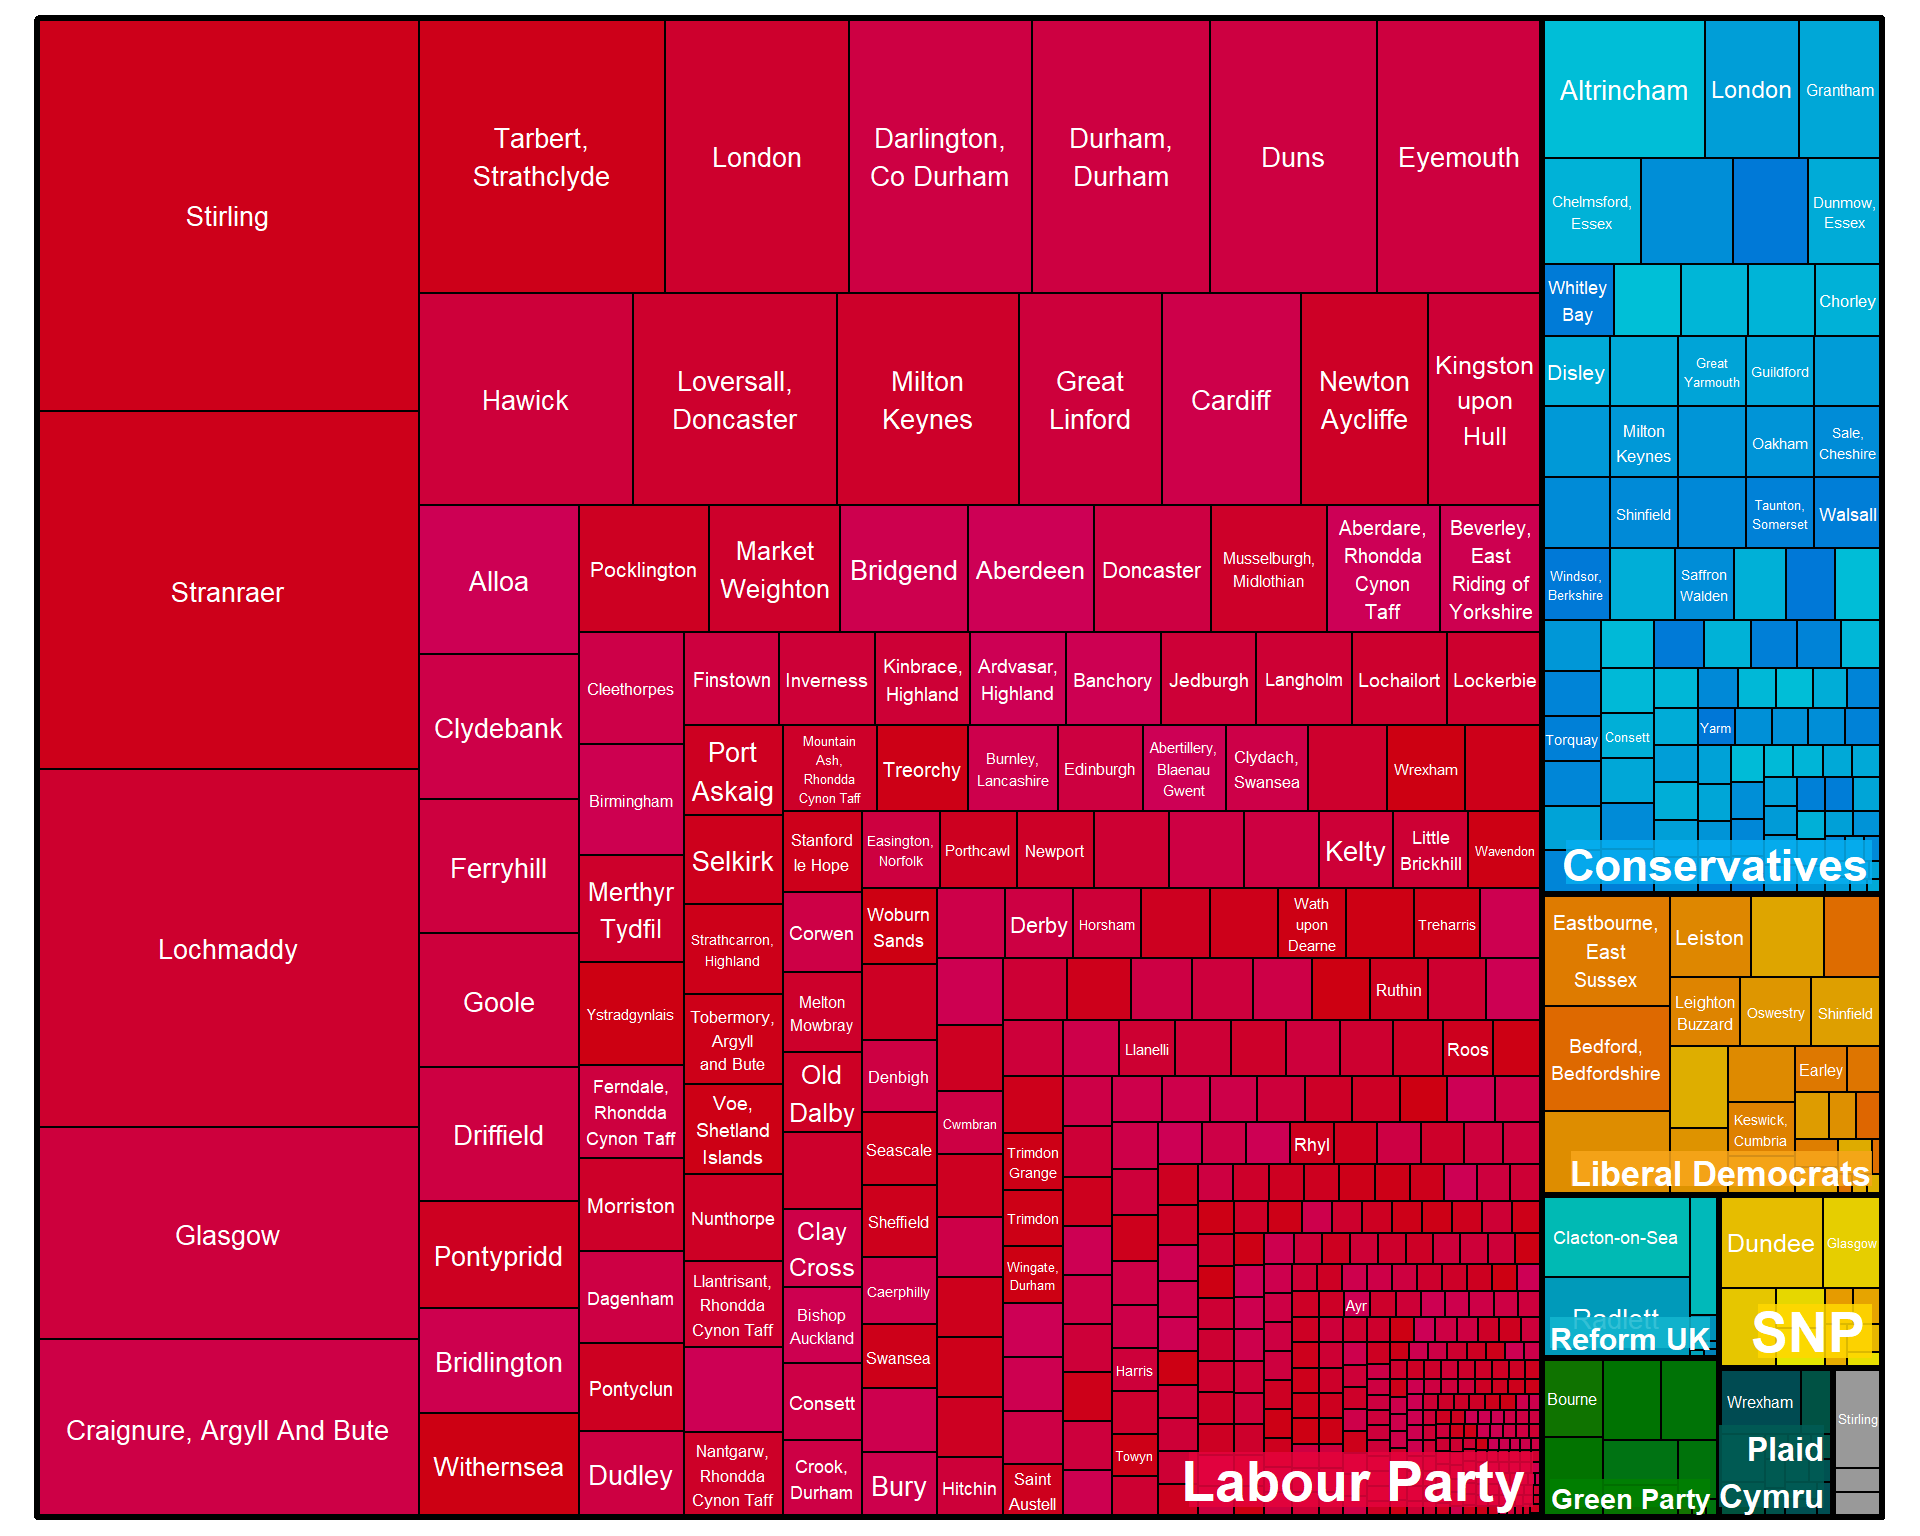 Stirling
Stranraer
Lochmaddy
Glasgow
Craignure, Argyll And Bute
Tarbert,
Strathclyde
London
Darlington,
Co Durham
Durham,
Durham
Duns
Eyemouth
Hawick
Loversall,
Doncaster
Milton
Keynes
Great
Linford
Cardiff
Newton
Aycliffe
Kingston
upon
Hull
Alloa
Clydebank
Ferryhill
Goole
Driffield
Pontypridd
Bridlington
Withernsea
Pocklington
Market
Weighton
Bridgend
Aberdeen
Doncaster
Musselburgh,
Midlothian
Aberdare,
Rhondda
Cynon
Taff
Beverley,
East
Riding of
Yorkshire
Cleethorpes
Birmingham
Merthyr
Tydfil
Ystradgynlais
Ferndale,
Rhondda
Cynon Taff
Morriston
Dagenham
Pontyclun
Dudley
Finstown
Inverness
Kinbrace,
Highland
Ardvasar,
Highland
Banchory
Jedburgh
Langholm
Lochailort
Lockerbie
Port
Askaig
Selkirk
Strathcarron,
Highland
Tobermory,
Argyll
and Bute
Voe,
Shetland
Islands
Nunthorpe
Llantrisant,
Rhondda
Cynon Taff
Nantgarw,
Rhondda
Cynon Taff
Mountain
Ash,
Rhondda
Cynon Taff
Treorchy
Burnley,
Lancashire
Edinburgh
Abertillery,
Blaenau
Gwent
Clydach,
Swansea
Wrexham
Stanford
le Hope
Corwen
Melton
Mowbray
Old
Dalby
Clay
Cross
Bishop
Auckland
Consett
Crook,
Durham
Easington,
Norfolk
Porthcawl
Newport
Kelty
Little
Brickhill
Wavendon
Woburn
Sands
Denbigh
Seascale
Sheffield
Caerphilly
Swansea
Bury
Derby
Horsham
Wath
upon
Dearne
Treharris
Cwmbran
Hitchin
Ruthin
Llanelli
Roos
Trimdon
Grange
Trimdon
Wingate,
Durham
Saint
Austell
Rhyl
Ayr
Harris
Towyn
Labour Party
Altrincham
London
Grantham
Chelmsford,
Essex
Dunmow,
Essex
Whitley
Bay
Chorley
Disley
Great
Yarmouth
Guildford
Milton
Keynes
Oakham
Sale,
Cheshire
Shinfield
Taunton,
Somerset
Walsall
Windsor,
Berkshire
Saffron
Walden
Torquay
Consett
Yarm
Conservatives
Eastbourne,
East
Sussex
Leiston
Bedford,
Bedfordshire
Leighton
Buzzard
Oswestry
Shinfield
Earley
Keswick,
Cumbria
Liberal Democrats
Clacton-on-Sea
Radlett
Reform UK
Dundee
Glasgow
SNP
Bourne
Green Party
Wrexham
Plaid
Cymru
Stirling